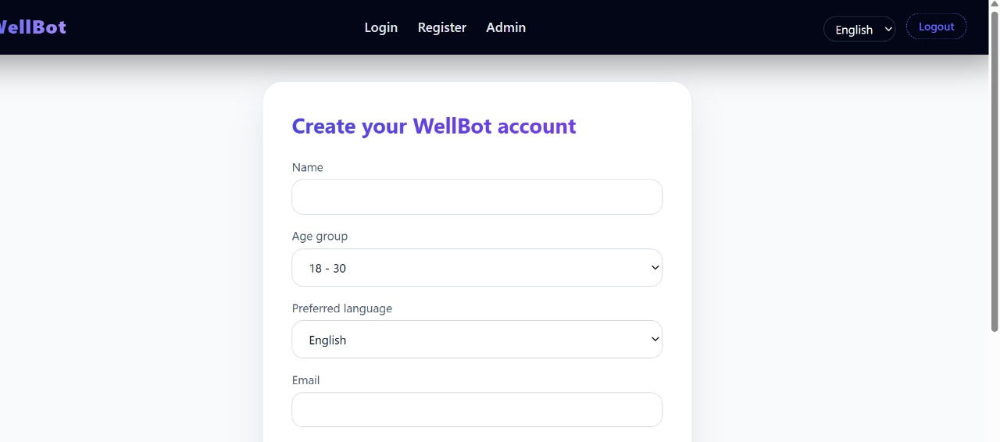 WellBot
Login Register Admin English Logout
Create your WellBot account
Name
Age group
18 - 30
Preferred language
English
Email